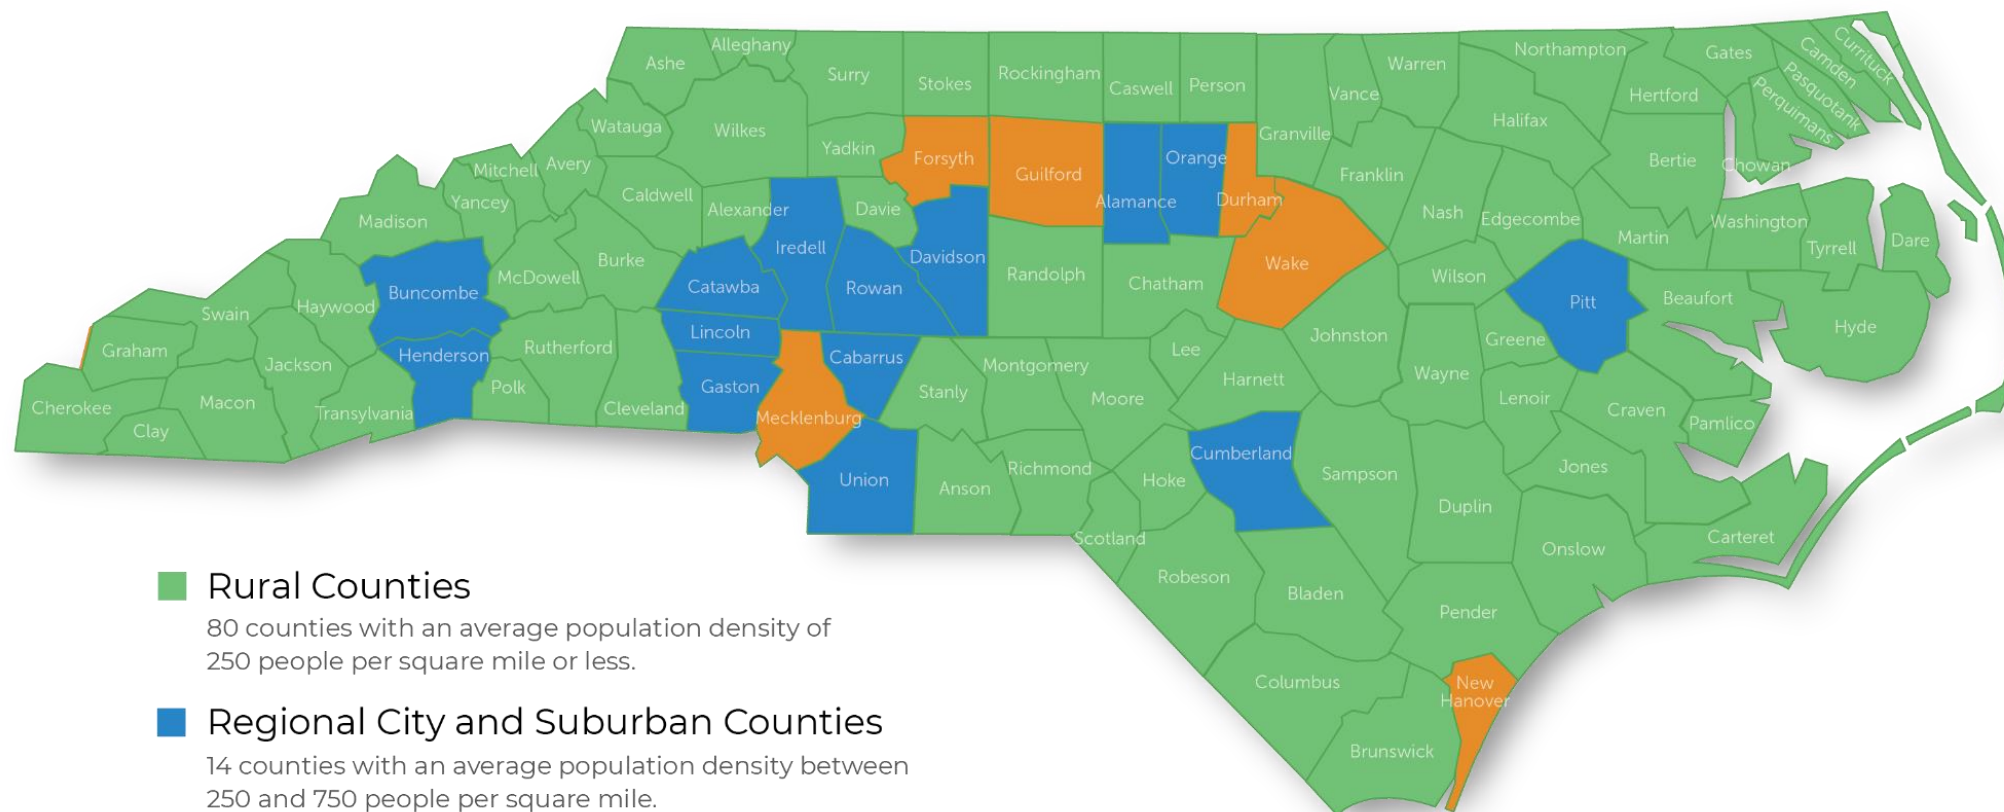 Ashe
Alleghany
Surry
Stokes
Rockingham
Caswell
Person
Granville
Vance
Warren
Northampton
Halifax
Hertford
Gates
Camden
Currituck
Pasquotank
Perquimans
Chowan
Bertie
Watauga
Wilkes
Yadkin
Forsyth
Guilford
Alamance
Orange
Durham
Franklin
Nash
Edgecombe
Martin
Washington
Tyrrell
Dare
Mitchell
Avery
Yancey
Caldwell
Alexander
Davie
Madison
Iredell
Davidson
Randolph
Chatham
Wake
Wilson
Pitt
Beaufort
Hyde
Burke
McDowell
Buncombe
Catawba
Rowan
Haywood
Swain
Graham
Jackson
Henderson
Rutherford
Lincoln
Cabarrus
Stanly
Montgomery
Moore
Lee
Harnett
Johnston
Wayne
Greene
Lenoir
Craven
Pamlico
Cherokee
Clay
Macon
Transylvania
Polk
Cleveland
Gaston
Mecklenburg
Union
Anson
Richmond
Hoke
Scotland
Cumberland
Sampson
Duplin
Jones
Onslow
Carteret
Robeson
Bladen
Pender
Columbus
New
Hanover
Brunswick
Rural Counties
80 counties with an average population density of
250 people per square mile or less.
Regional City and Suburban Counties
14 counties with an average population density between
250 and 750 people per square mile.